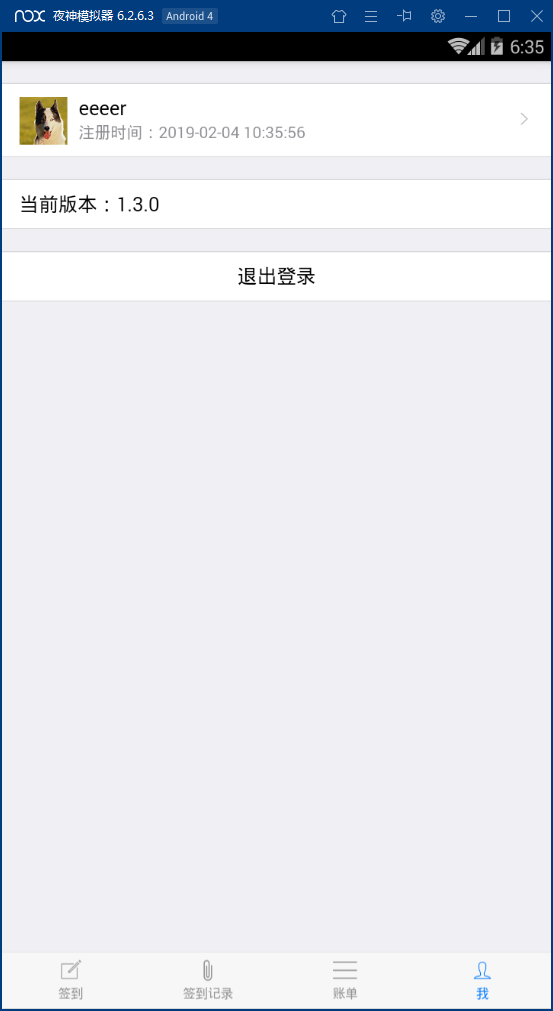 nox 夜神模拟器 6.2.6.3 Android 4
6:35
eeeer
注册时间：2019-02-04 10:35:56
当前版本：1.3.0
退出登录
签到 签到记录 账单 我